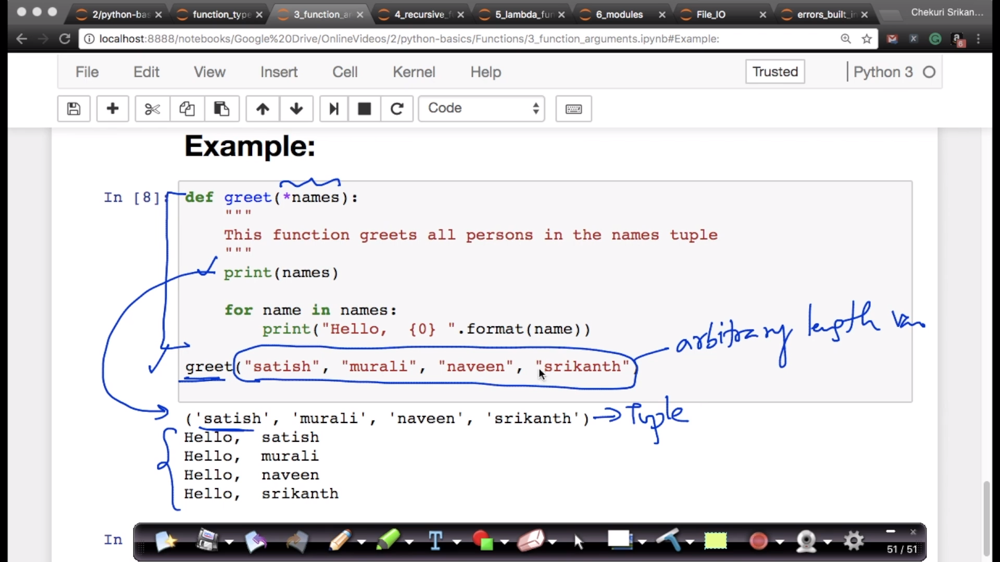 2/python-bas function_type 3_function_ar 4_recursive_f 5_lambda_fun 6_modules File_IO errors_built_in Chekuri Srikan...
localhost:8888/notebooks/Google%20Drive/OnlineVideos/2/python-basics/Functions/3_function_arguments.ipynb#Example: 6
File Edit View Insert Cell Kernel Help Trusted Python 3
Code
Example:
In [8]: def greet(*names):
"""
This function greets all persons in the names tuple
"""
print(names)
for name in names:
print("Hello,  {0} ".format(name))
arbitrary length var
greet("satish", "murali", "naveen", "srikanth")
('satish', 'murali', 'naveen', 'srikanth') → Tuple
Hello,  satish
Hello,  murali
Hello,  naveen
Hello,  srikanth
In
T
51 / 51